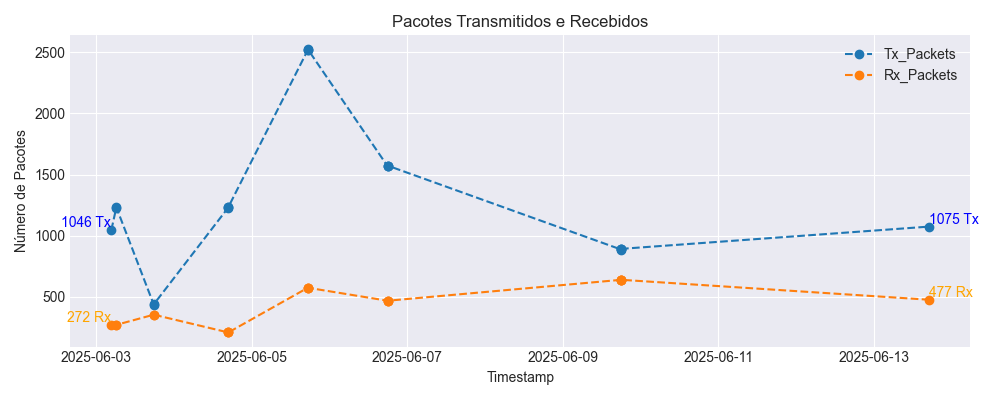 Pacotes Transmitidos e Recebidos
Número de Pacotes
2500
2000
1500
1000
500
Tx_Packets
Rx_Packets
1046 Tx
1075 Tx
272 Rx
477 Rx
2025-06-03
2025-06-05
2025-06-07
2025-06-09
2025-06-11
2025-06-13
Timestamp